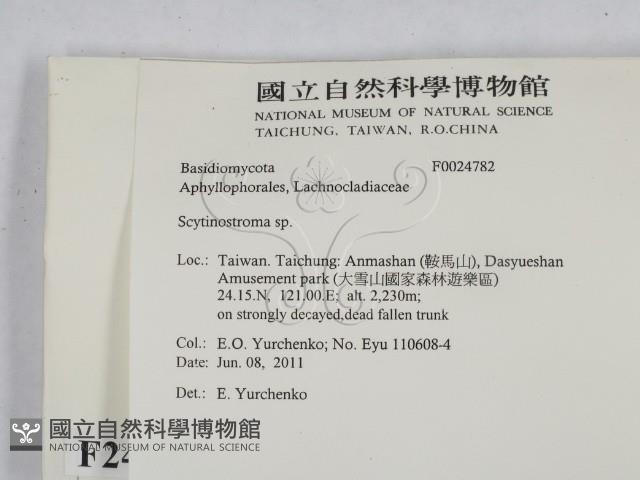 國立自然科學博物館
NATIONAL MUSEUM OF NATURAL SCIENCE
TAICHUNG, TAIWAN, R.O.CHINA
Basidiomycota F0024782
Aphyllophorales, Lachnocladiaceae
Scytinostroma sp.
Loc.: Taiwan. Taichung: Anmashan (鞍馬山), Dasyueshan
Amusement park (大雪山國家森林遊樂區)
24.15.N, 121.00.E; alt. 2,230m;
on strongly decayed,dead fallen trunk
Col.: E.O. Yurchenko; No. Eyu 110608-4
Date: Jun. 08, 2011
Det.: E. Yurchenko
國立自然科學博物館
NATIONAL MUSEUM OF NATURAL SCIENCE